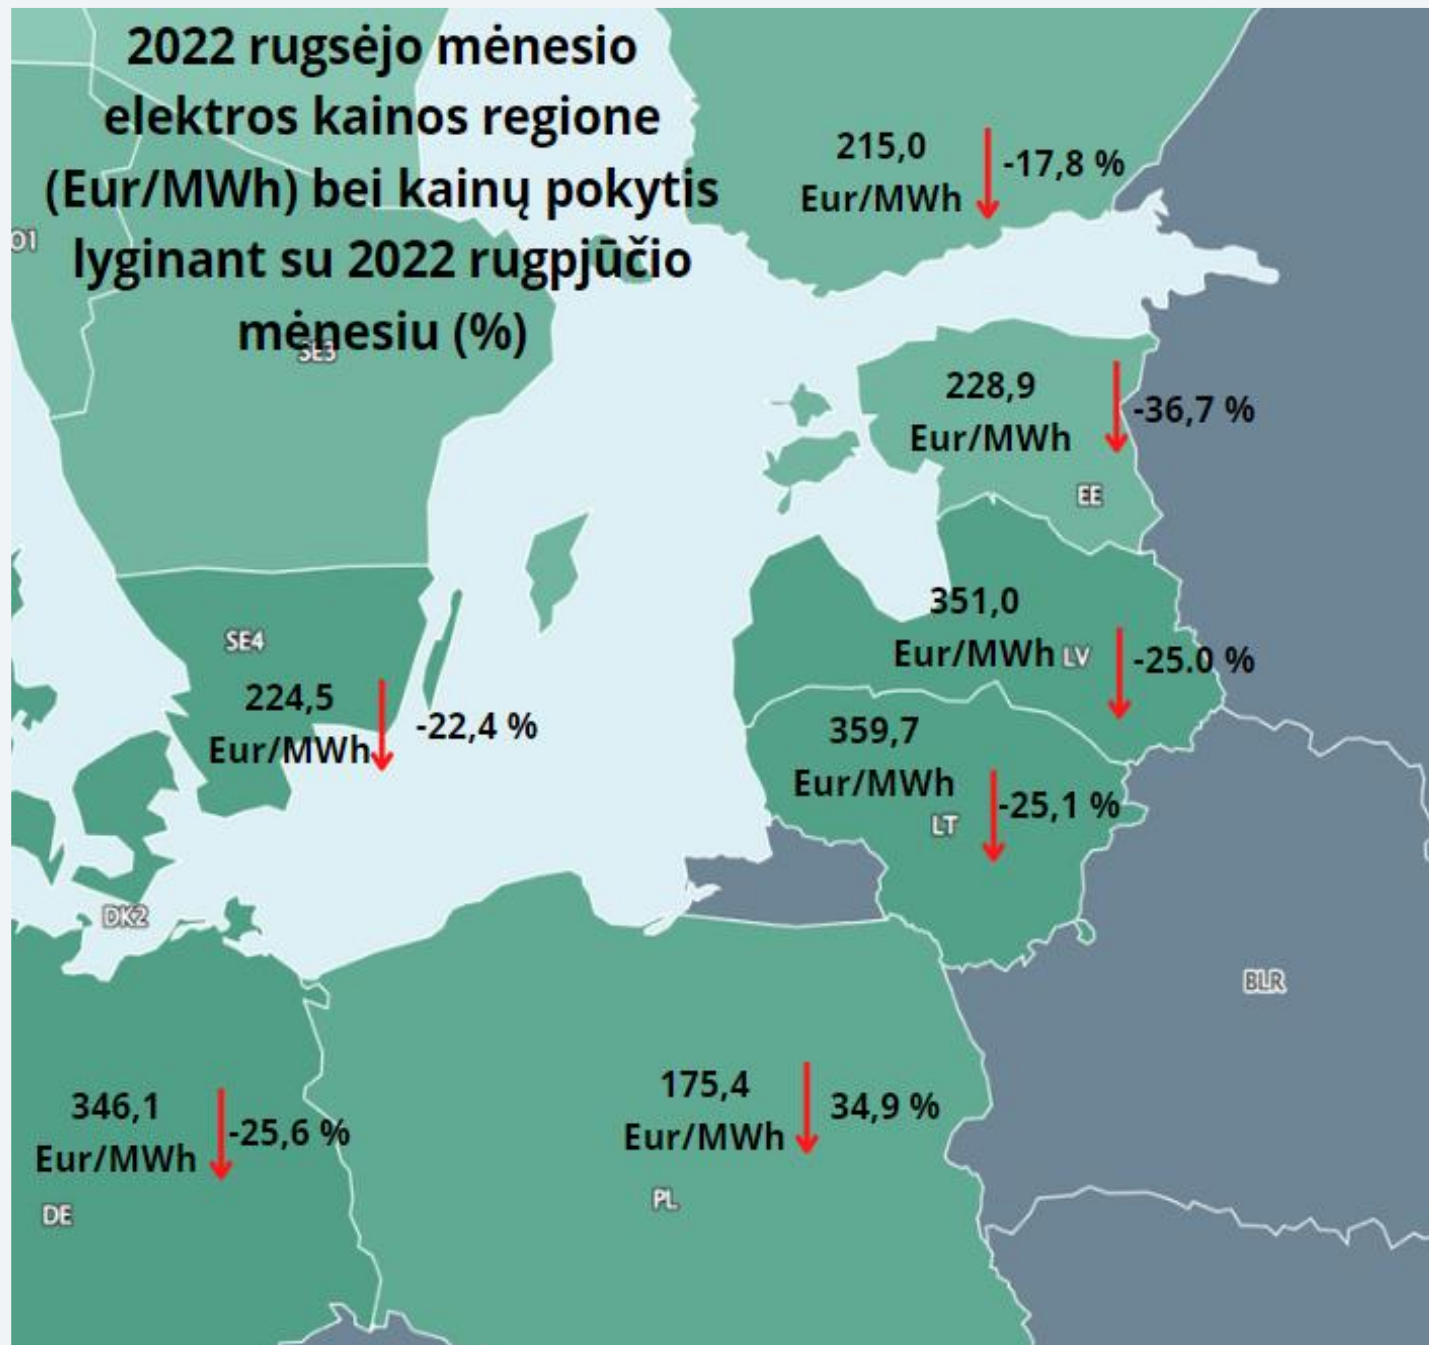 2022 rugsėjo mėnesio
elektros kainos regione
(Eur/MWh) bei kainų pokytis
lyginant su 2022 rugpjūčio
mėnesiu (%)
O1
SE3
215,0
Eur/MWh
-17,8 %
228,9
Eur/MWh
-36,7 %
EE
351,0
Eur/MWh
LV
-25.0 %
SE4
224,5
Eur/MWh
-22,4 %
359,7
Eur/MWh
LT
-25,1 %
DK2
BLR
346,1
Eur/MWh
-25,6 %
DE
175,4
Eur/MWh
34,9 %
PL